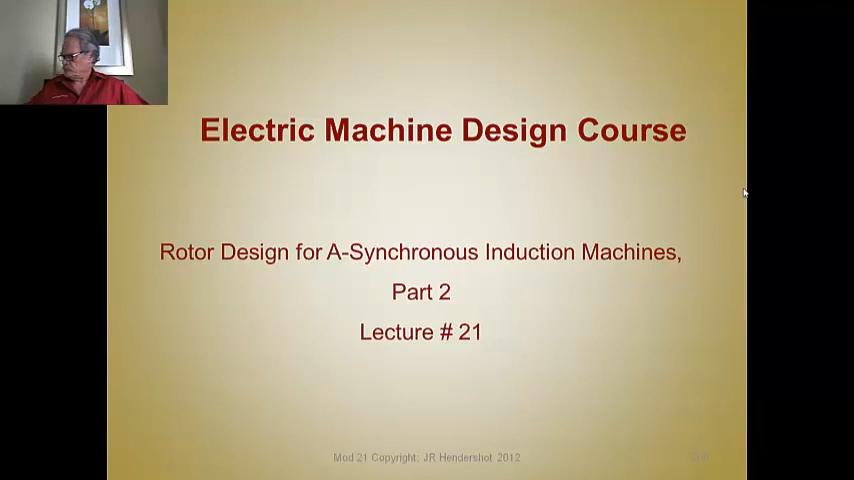 Electric Machine Design Course
Rotor Design for A-Synchronous Induction Machines,
Part 2
Lecture # 21
Mod 21 Copyright: JR Hendershot 2012